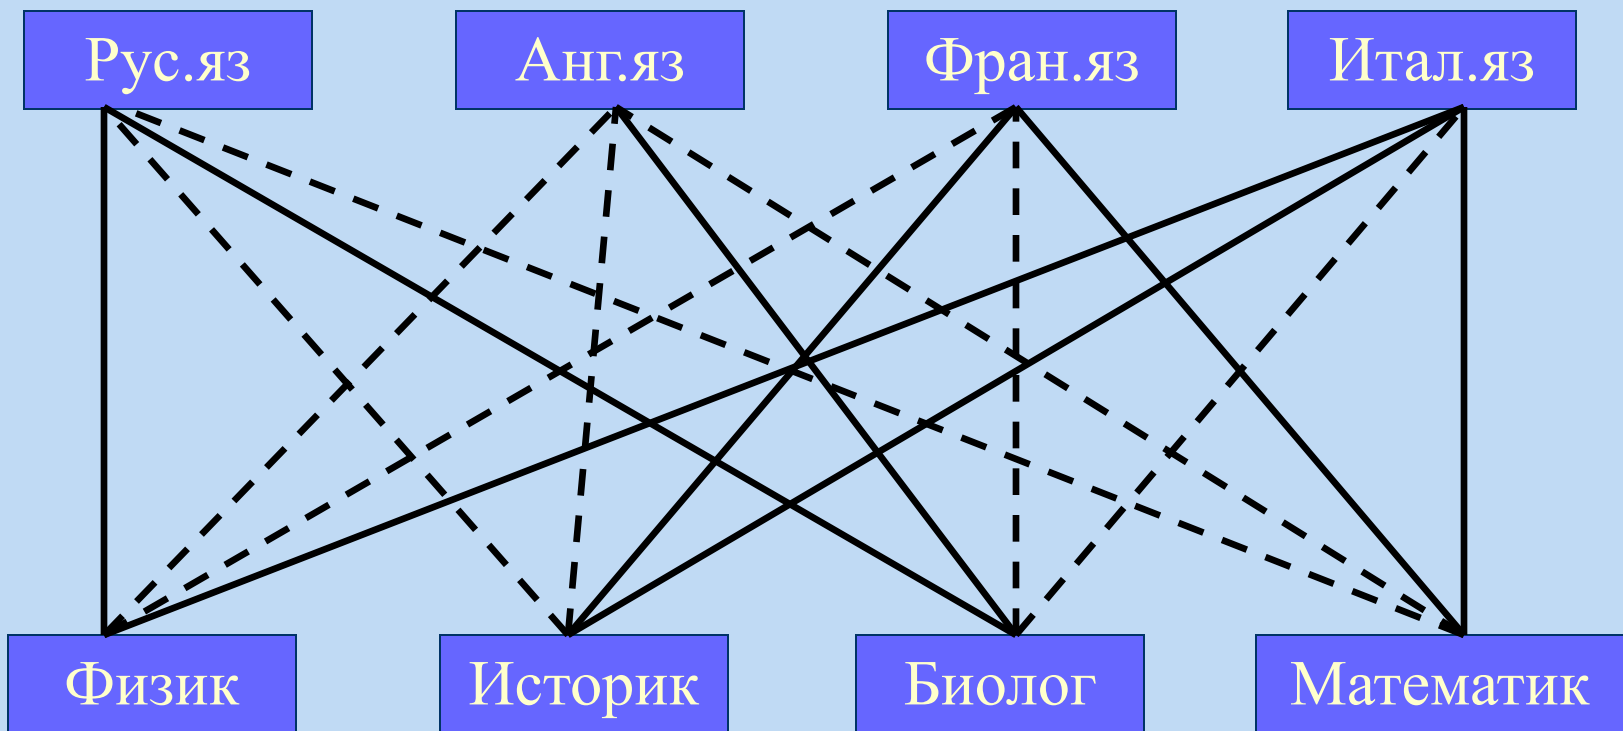 Рус.яз
Анг.яз
Фран.яз
Итал.яз
Физик
Историк
Биолог
Математик